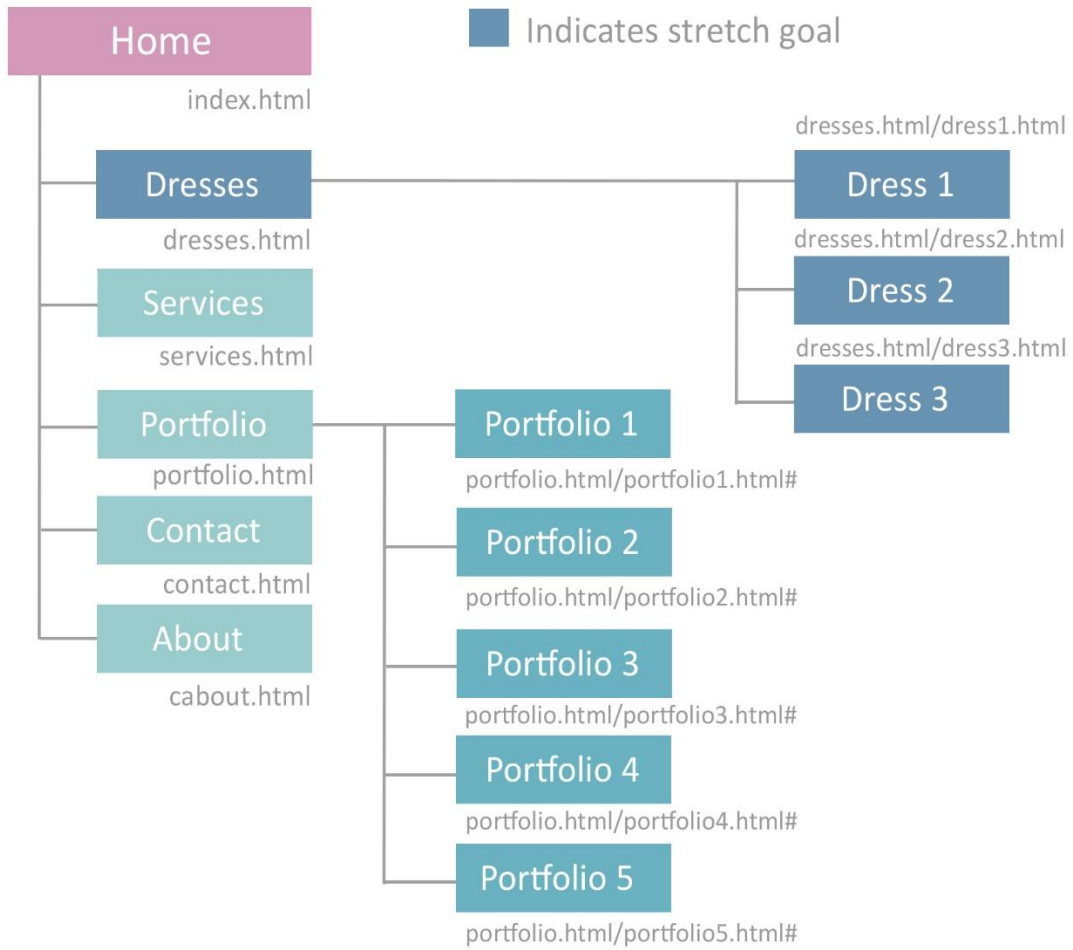 Home
Indicates stretch goal
index.html
Dresses
dresses.html
dresses.html/dress1.html
Dress 1
dresses.html/dress2.html
Dress 2
dresses.html/dress3.html
Dress 3
Services
services.html
Portfolio
portfolio.html
Portfolio 1
portfolio.html/portfolio1.html#
Portfolio 2
portfolio.html/portfolio2.html#
Portfolio 3
portfolio.html/portfolio3.html#
Portfolio 4
portfolio.html/portfolio4.html#
Portfolio 5
portfolio.html/portfolio5.html#
Contact
contact.html
About
cabout.html